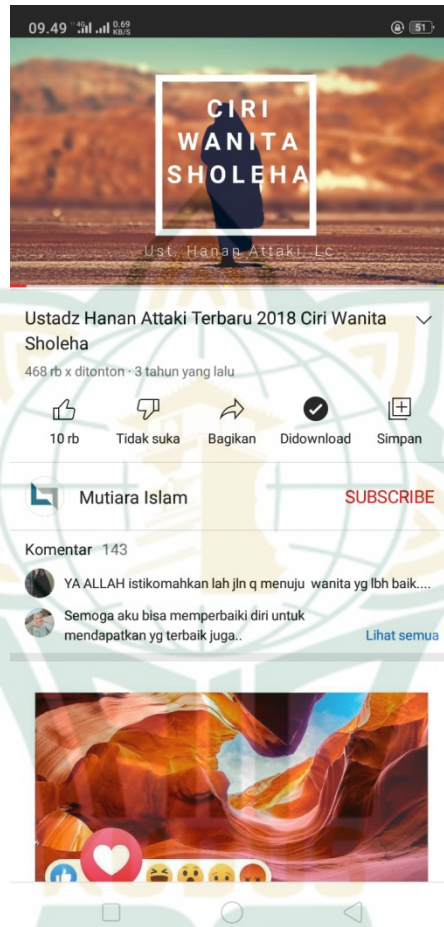 09.49 4G 0.69 KB/S 51
CIRI
WANITA
SHOLEHA
Ust. Hanan Attaki, Lc
Ustadz Hanan Attaki Terbaru 2018 Ciri Wanita
Sholeha
468 rb x ditonton · 3 tahun yang lalu
10 rb Tidak suka Bagikan Didownload Simpan
Mutiara Islam SUBSCRIBE
Komentar 143
YA ALLAH istikomahkan lah jln q menuju wanita yg lbh baik....
Semoga aku bisa memperbaiki diri untuk
mendapatkan yg terbaik juga.. Lihat semua
KUDUS